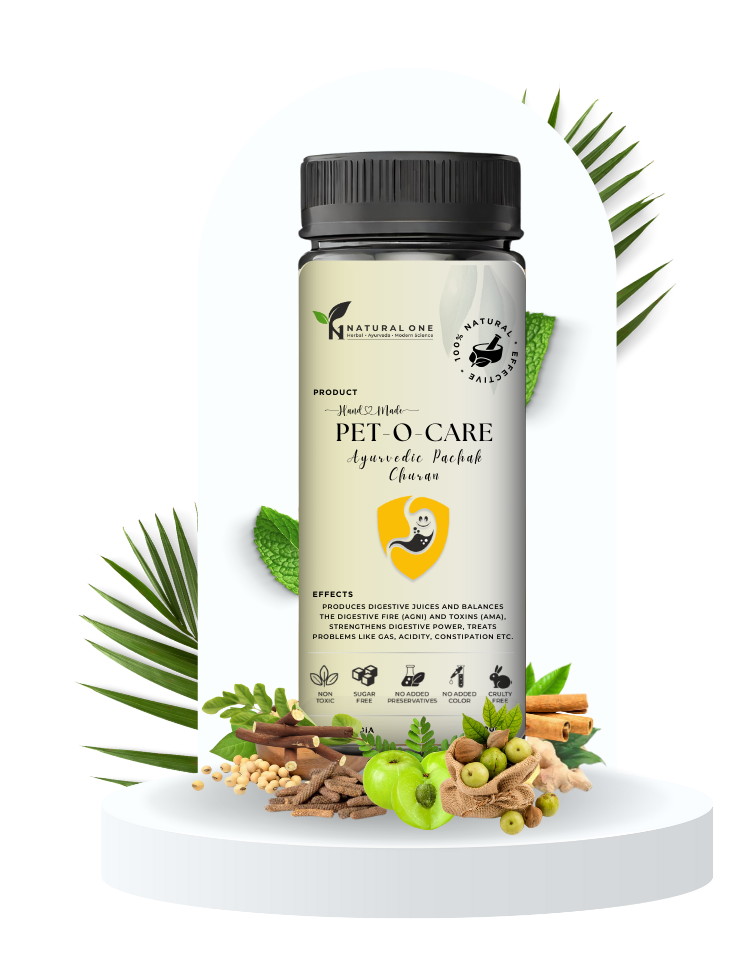 NATURAL ONE
Herbal • Ayurveda • Modern Science
100% NATURAL • EFFECTIVE •
PRODUCT
Hand Made
PET-O-CARE
Ayurvedic Pachak
Churan
EFFECTS
PRODUCES DIGESTIVE JUICES AND BALANCES
THE DIGESTIVE FIRE (AGNI) AND TOXINS (AMA),
STRENGTHENS DIGESTIVE POWER, TREATS
PROBLEMS LIKE GAS, ACIDITY, CONSTIPATION ETC.
NON TOXIC
SUGAR FREE
NO ADDED PRESERVATIVES
NO ADDED COLOR
CRULTY FREE